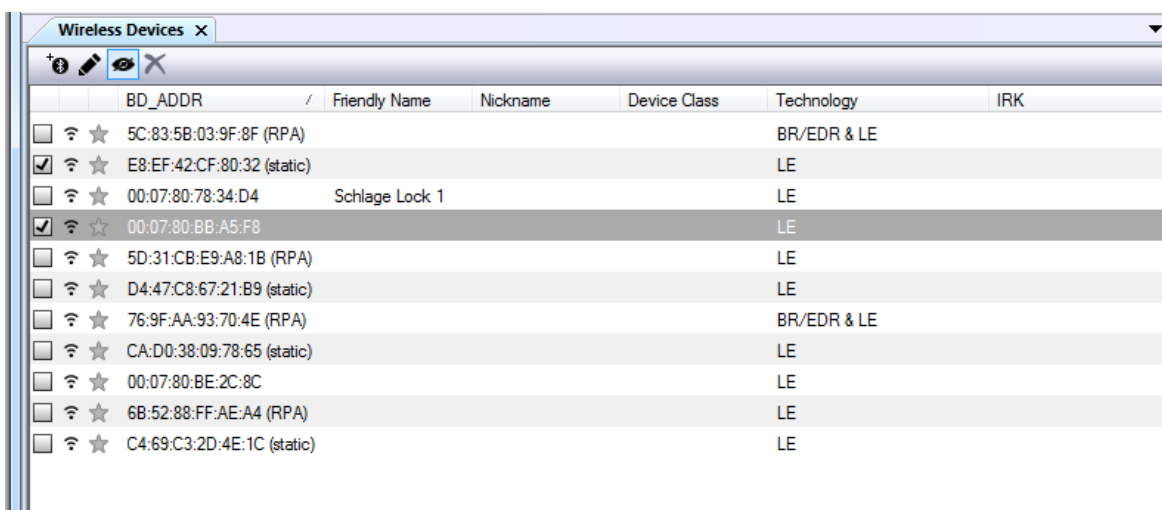 Wireless Devices X
BD_ADDR Friendly Name Nickname Device Class Technology IRK
5C:83:5B:03:9F:8F (RPA) BR/EDR & LE
E8:EF:42:CF:80:32 (static) LE
00:07:80:78:34:D4 Schlage Lock 1 LE
00:07:80:BB:A5:F8 LE
5D:31:CB:E9:A8:1B (RPA) LE
D4:47:C8:67:21:B9 (static) LE
76:9F:AA:93:70:4E (RPA) BR/EDR & LE
CA:D0:38:09:78:65 (static) LE
00:07:80:BE:2C:8C LE
6B:52:88:FF:AE:A4 (RPA) LE
C4:69:C3:2D:4E:1C (static) LE